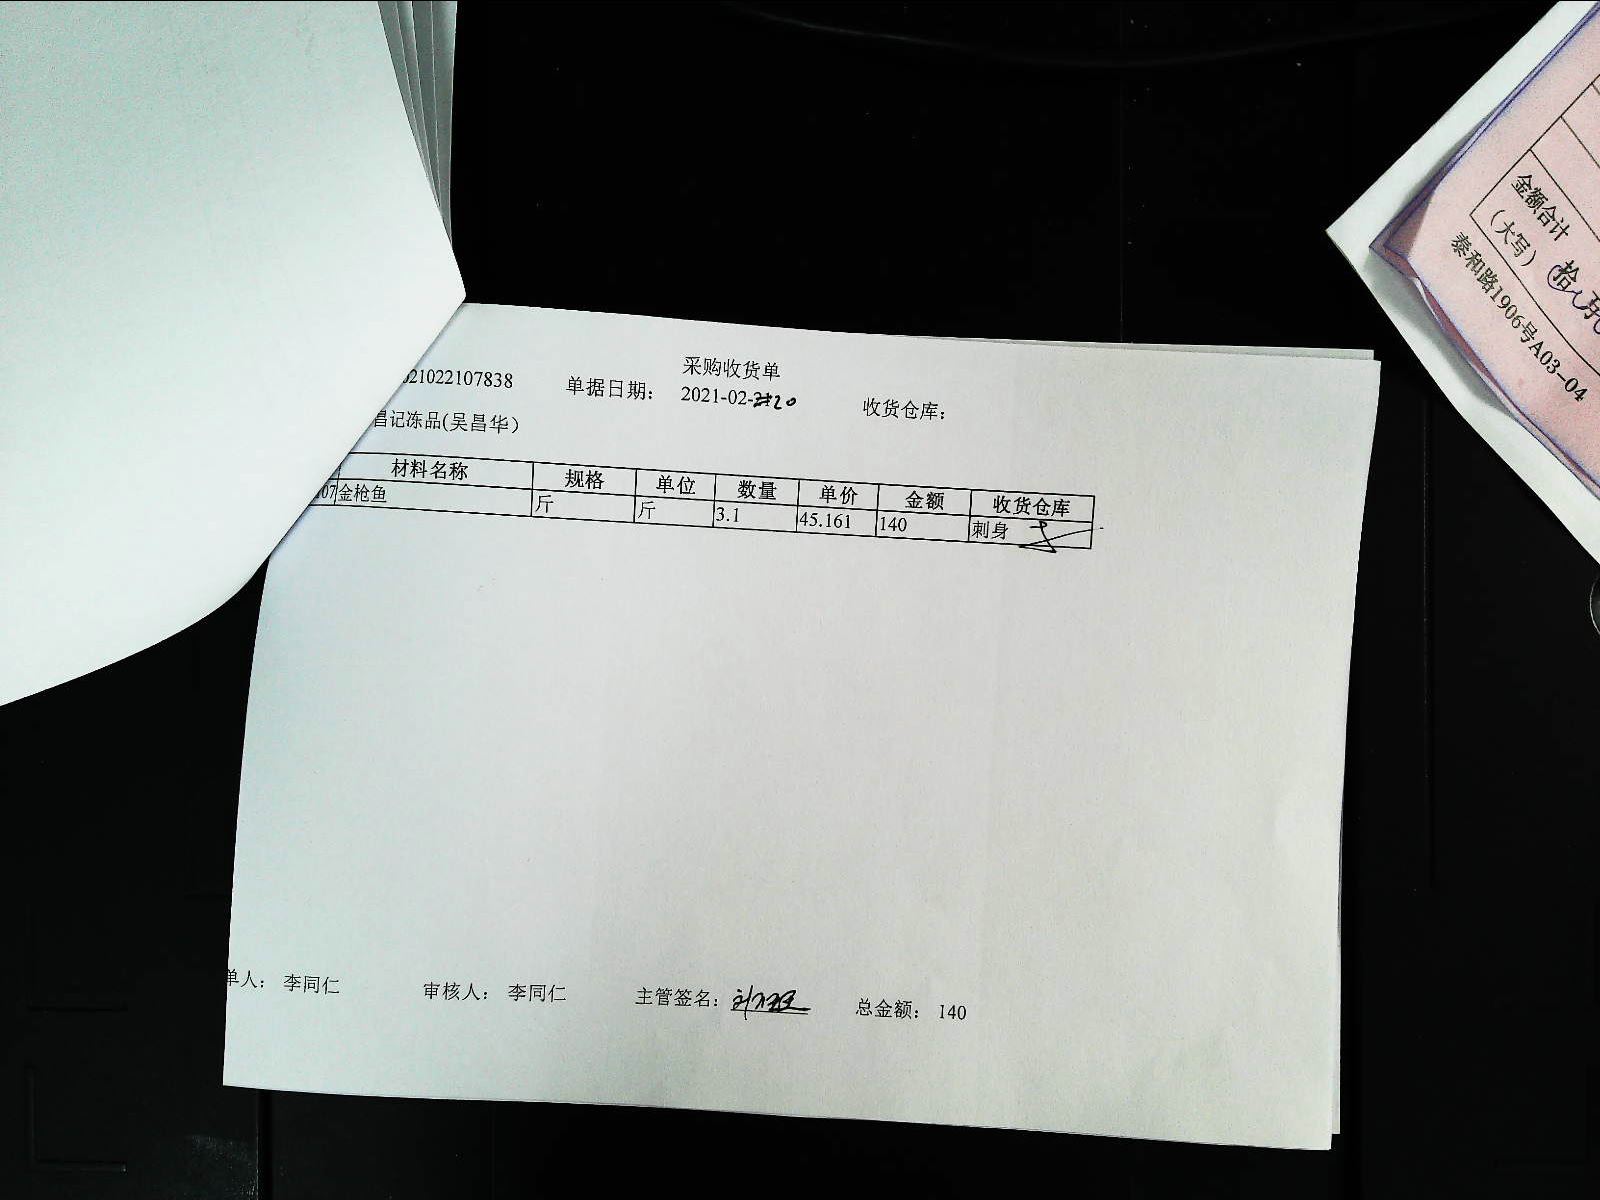 采购收货单
21022107838 单据日期： 2021-02-20 收货仓库：
昌记冻品(吴昌华）
材料名称 规格 单位 数量 单价 金额 收货仓库
07 金枪鱼 斤 斤 3.1 45.161 140 刺身
单人： 李同仁 审核人： 李同仁 主管签名： 总金额： 140
金额合计
（大写） 拾 万
泰和路1906号A03-04